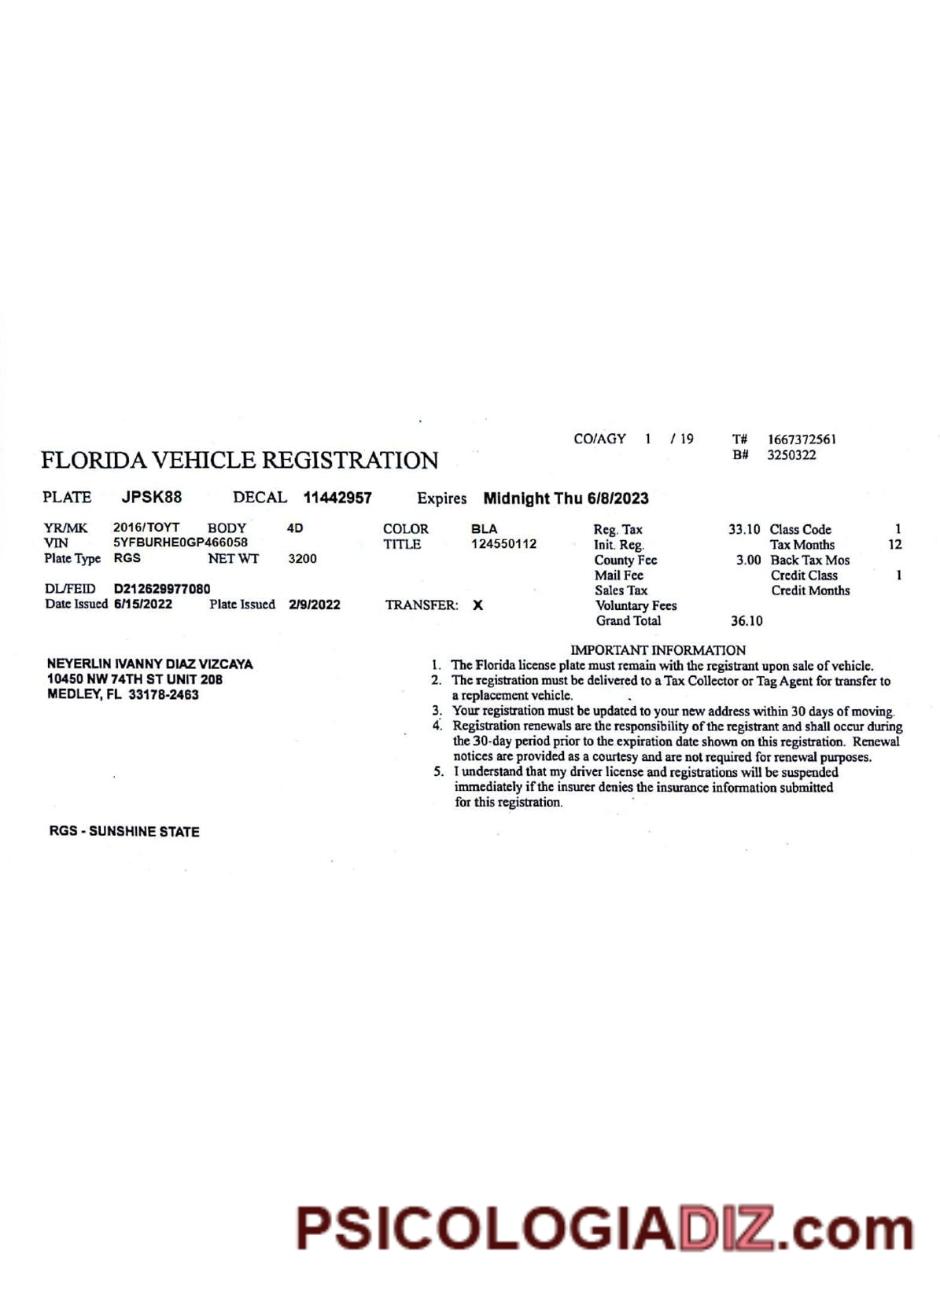 CO/AGY 1 / 19 T# 1667372561
B# 3250322
FLORIDA VEHICLE REGISTRATION
PLATE JPSK88 DECAL 11442957 Expires Midnight Thu 6/8/2023
YR/MK 2016/TOYT BODY 4D COLOR BLA Reg. Tax 33.10 Class Code 1
VIN 5YFBURHE0GP466058 TITLE 124550112 Init. Reg. Tax Months 12
Plate Type RGS NET WT 3200 County Fee 3.00 Back Tax Mos
Mail Fee Credit Class 1
DL/FEID D212629977080 Sales Tax Credit Months
Date Issued 6/15/2022 Plate Issued 2/9/2022 TRANSFER: X Voluntary Fees
Grand Total 36.10
NEYERLIN IVANNY DIAZ VIZCAYA
10450 NW 74TH ST UNIT 208
MEDLEY, FL 33178-2463
IMPORTANT INFORMATION
1. The Florida license plate must remain with the registrant upon sale of vehicle.
2. The registration must be delivered to a Tax Collector or Tag Agent for transfer to
a replacement vehicle.
3. Your registration must be updated to your new address within 30 days of moving.
4. Registration renewals are the responsibility of the registrant and shall occur during
the 30-day period prior to the expiration date shown on this registration. Renewal
notices are provided as a courtesy and are not required for renewal purposes.
5. I understand that my driver license and registrations will be suspended
immediately if the insurer denies the insurance information submitted
for this registration.
RGS - SUNSHINE STATE
PSICOLOGIADIZ.com